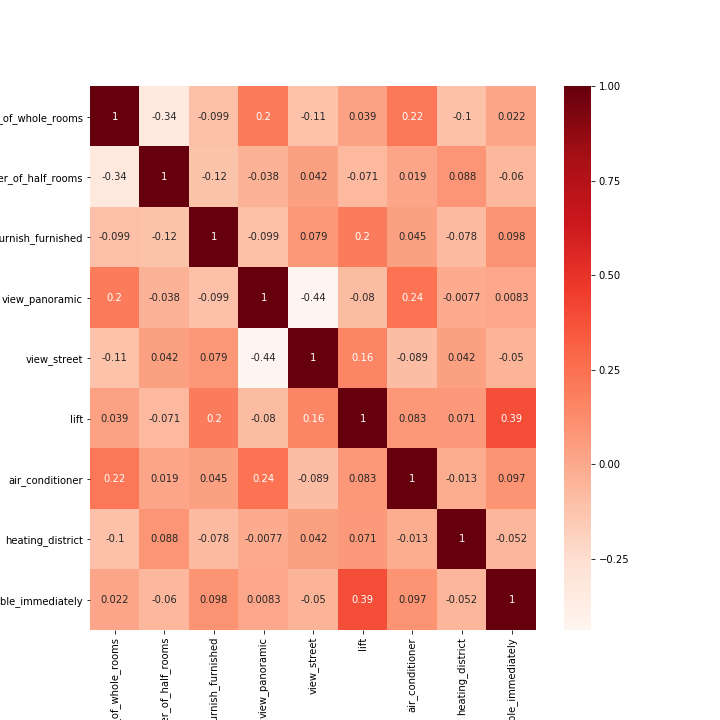 _of_whole_rooms 1 -0.34 -0.099 0.2 -0.11 0.039 0.22 -0.1 0.022
er_of_half_rooms -0.34 1 -0.12 -0.038 0.042 -0.071 0.019 0.088 -0.06
urnish_furnished -0.099 -0.12 1 -0.099 0.079 0.2 0.045 -0.078 0.098
view_panoramic 0.2 -0.038 -0.099 1 -0.44 -0.08 0.24 -0.0077 0.0083
view_street -0.11 0.042 0.079 -0.44 1 0.16 -0.089 0.042 -0.05
lift 0.039 -0.071 0.2 -0.08 0.16 1 0.083 0.071 0.39
air_conditioner 0.22 0.019 0.045 0.24 -0.089 0.083 1 -0.013 0.097
heating_district -0.1 0.088 -0.078 -0.0077 0.042 0.071 -0.013 1 -0.052
ble_immediately 0.022 -0.06 0.098 0.0083 -0.05 0.39 0.097 -0.052 1
of_whole_rooms
er_of_half_rooms
urnish_furnished
view_panoramic
view_street
lift
air_conditioner
heating_district
ble_immediately
1.00
0.75
0.50
0.25
0.00
−0.25